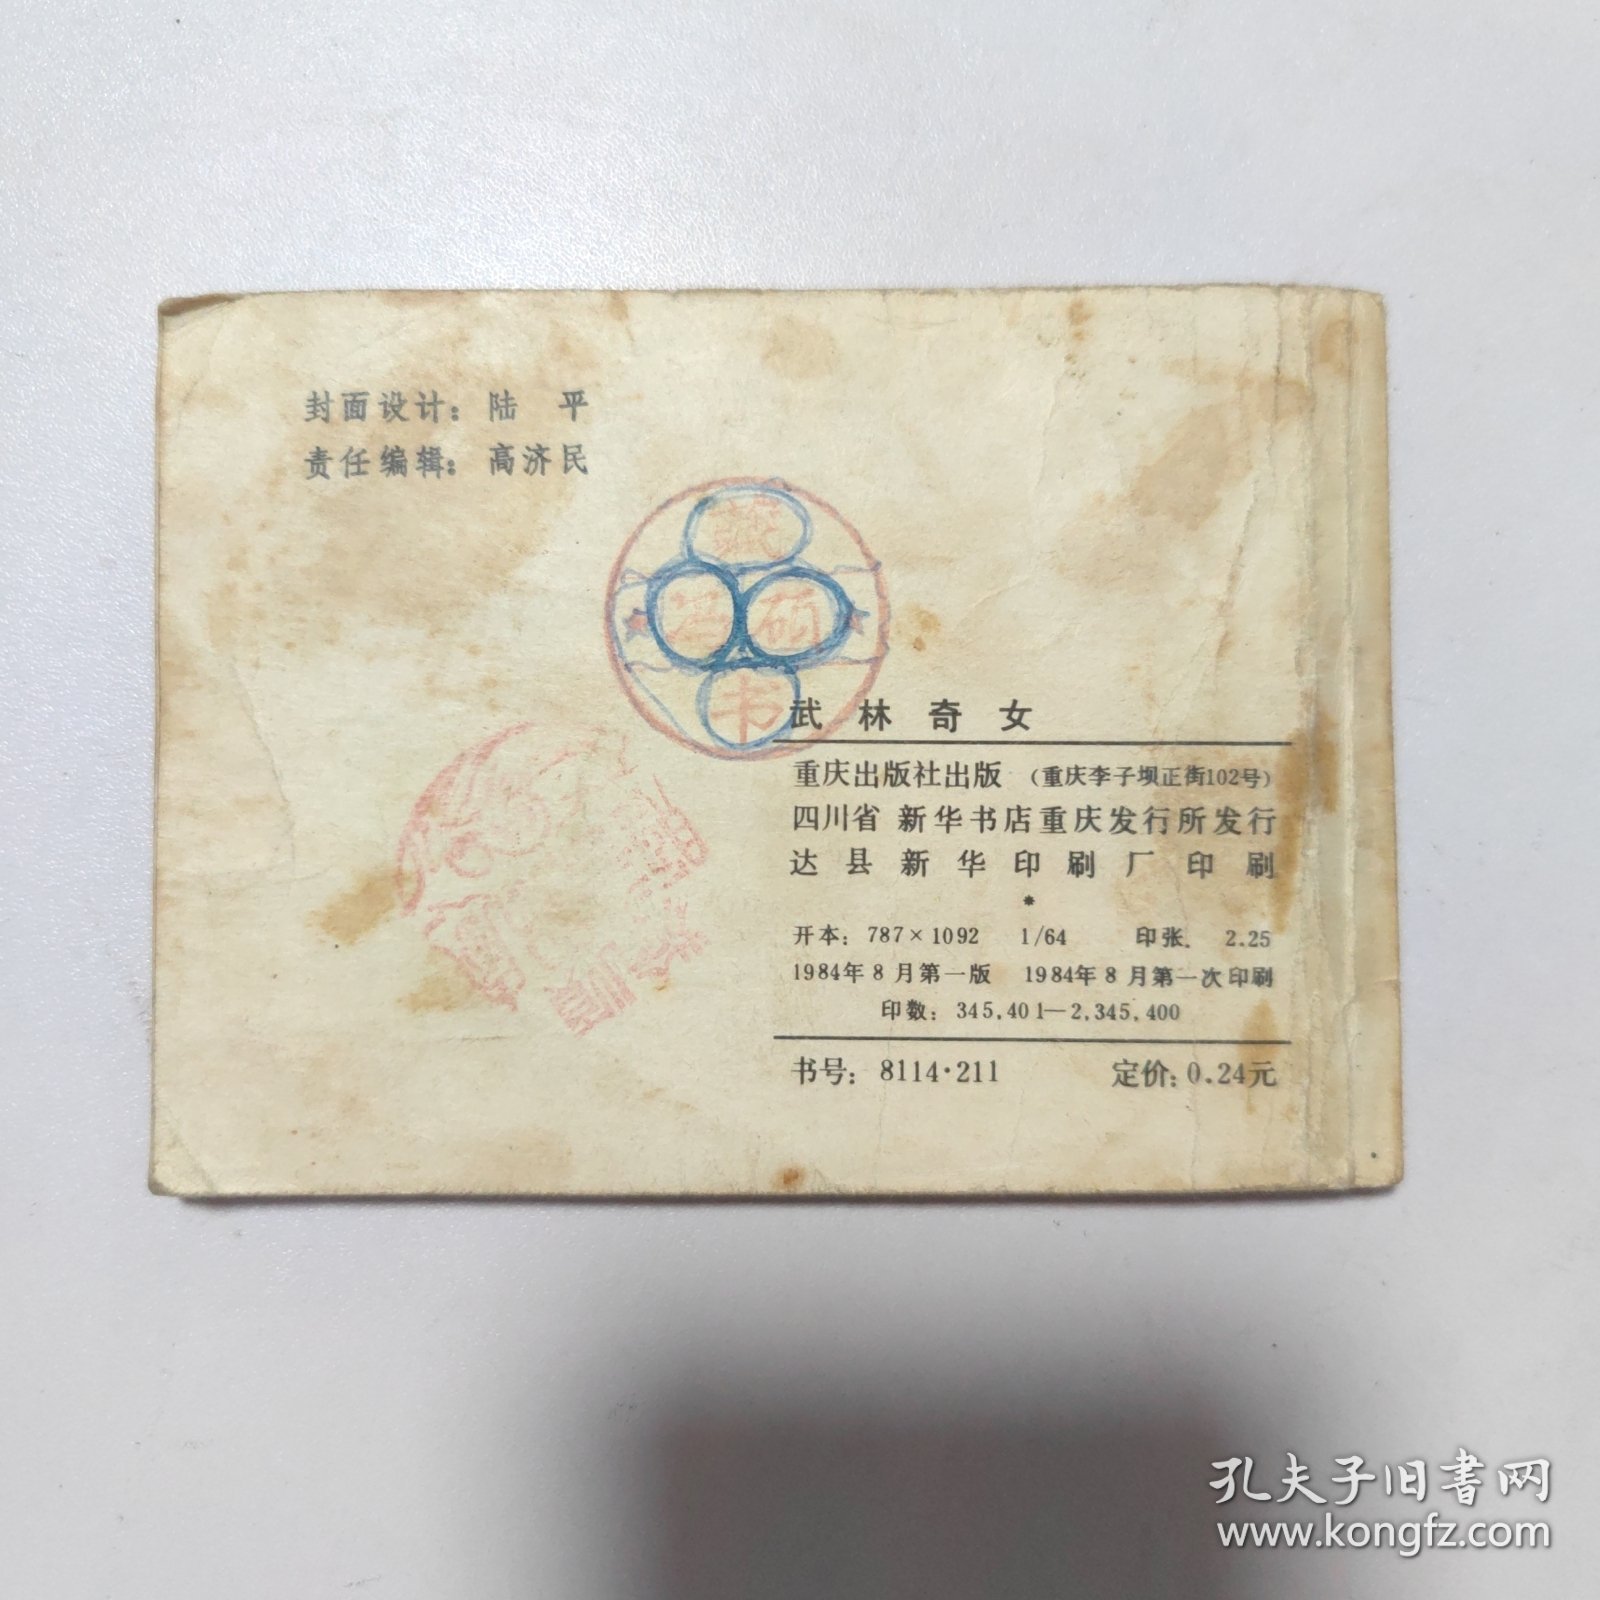 封面设计：陆　平
责任编辑：高济民
藏
冯硕
书
武林奇女
重庆出版社出版（重庆李子坝正街102号）
四川省 新华书店重庆发行所发行
达县新华印刷厂印刷
*
开本：787×1092　1/64　印张．2.25
1984年8月第一版　1984年8月第一次印刷
印数：345,401—2,345,400
书号：8114·211　定价：0.24元
孔夫子旧书网
www.kongfz.com